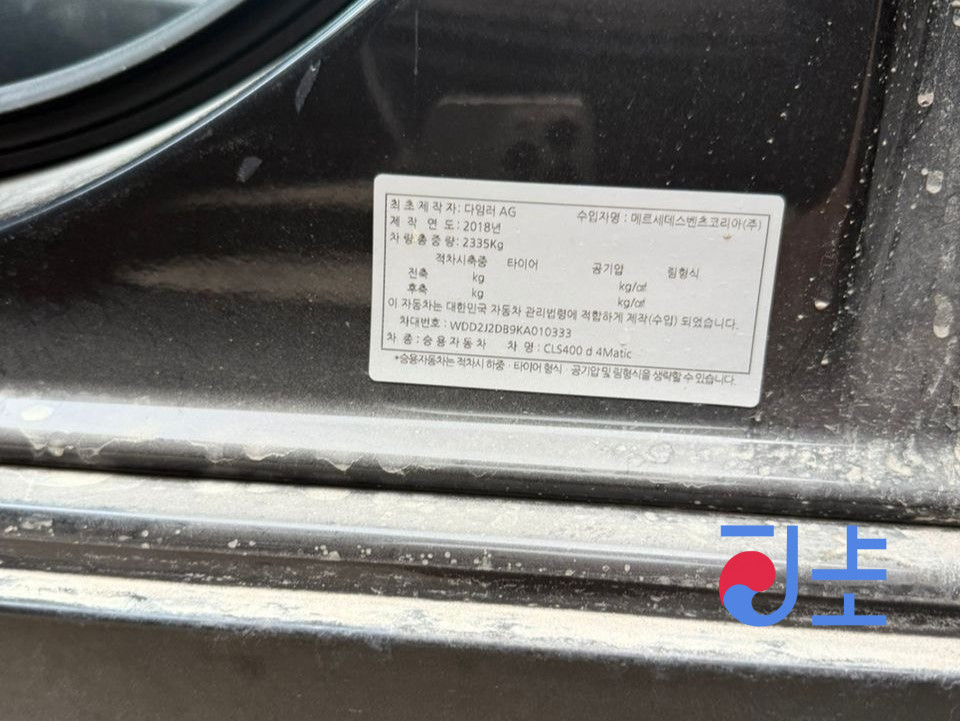 최초제작자: 다임러 AG 수입자명 : 메르세데스벤츠코리아(주)
제 작 연 도: 2018년
차량총중량: 2335Kg
적차시축중 타이어 공기압 림형식
전축 kg kg/㎠
후축 kg kg/㎠
이 자동차는 대한민국 자동차 관리법령에 적합하게 제작(수입) 되었습니다.
차대번호 : WDD2J2DB9KA010333
차 종 : 승용자동차 차 명 : CLS400 d 4Matic
*승용자동차는 적차시 하중 · 타이어 형식 · 공기압 및 림형식을 생략할 수 있습니다.